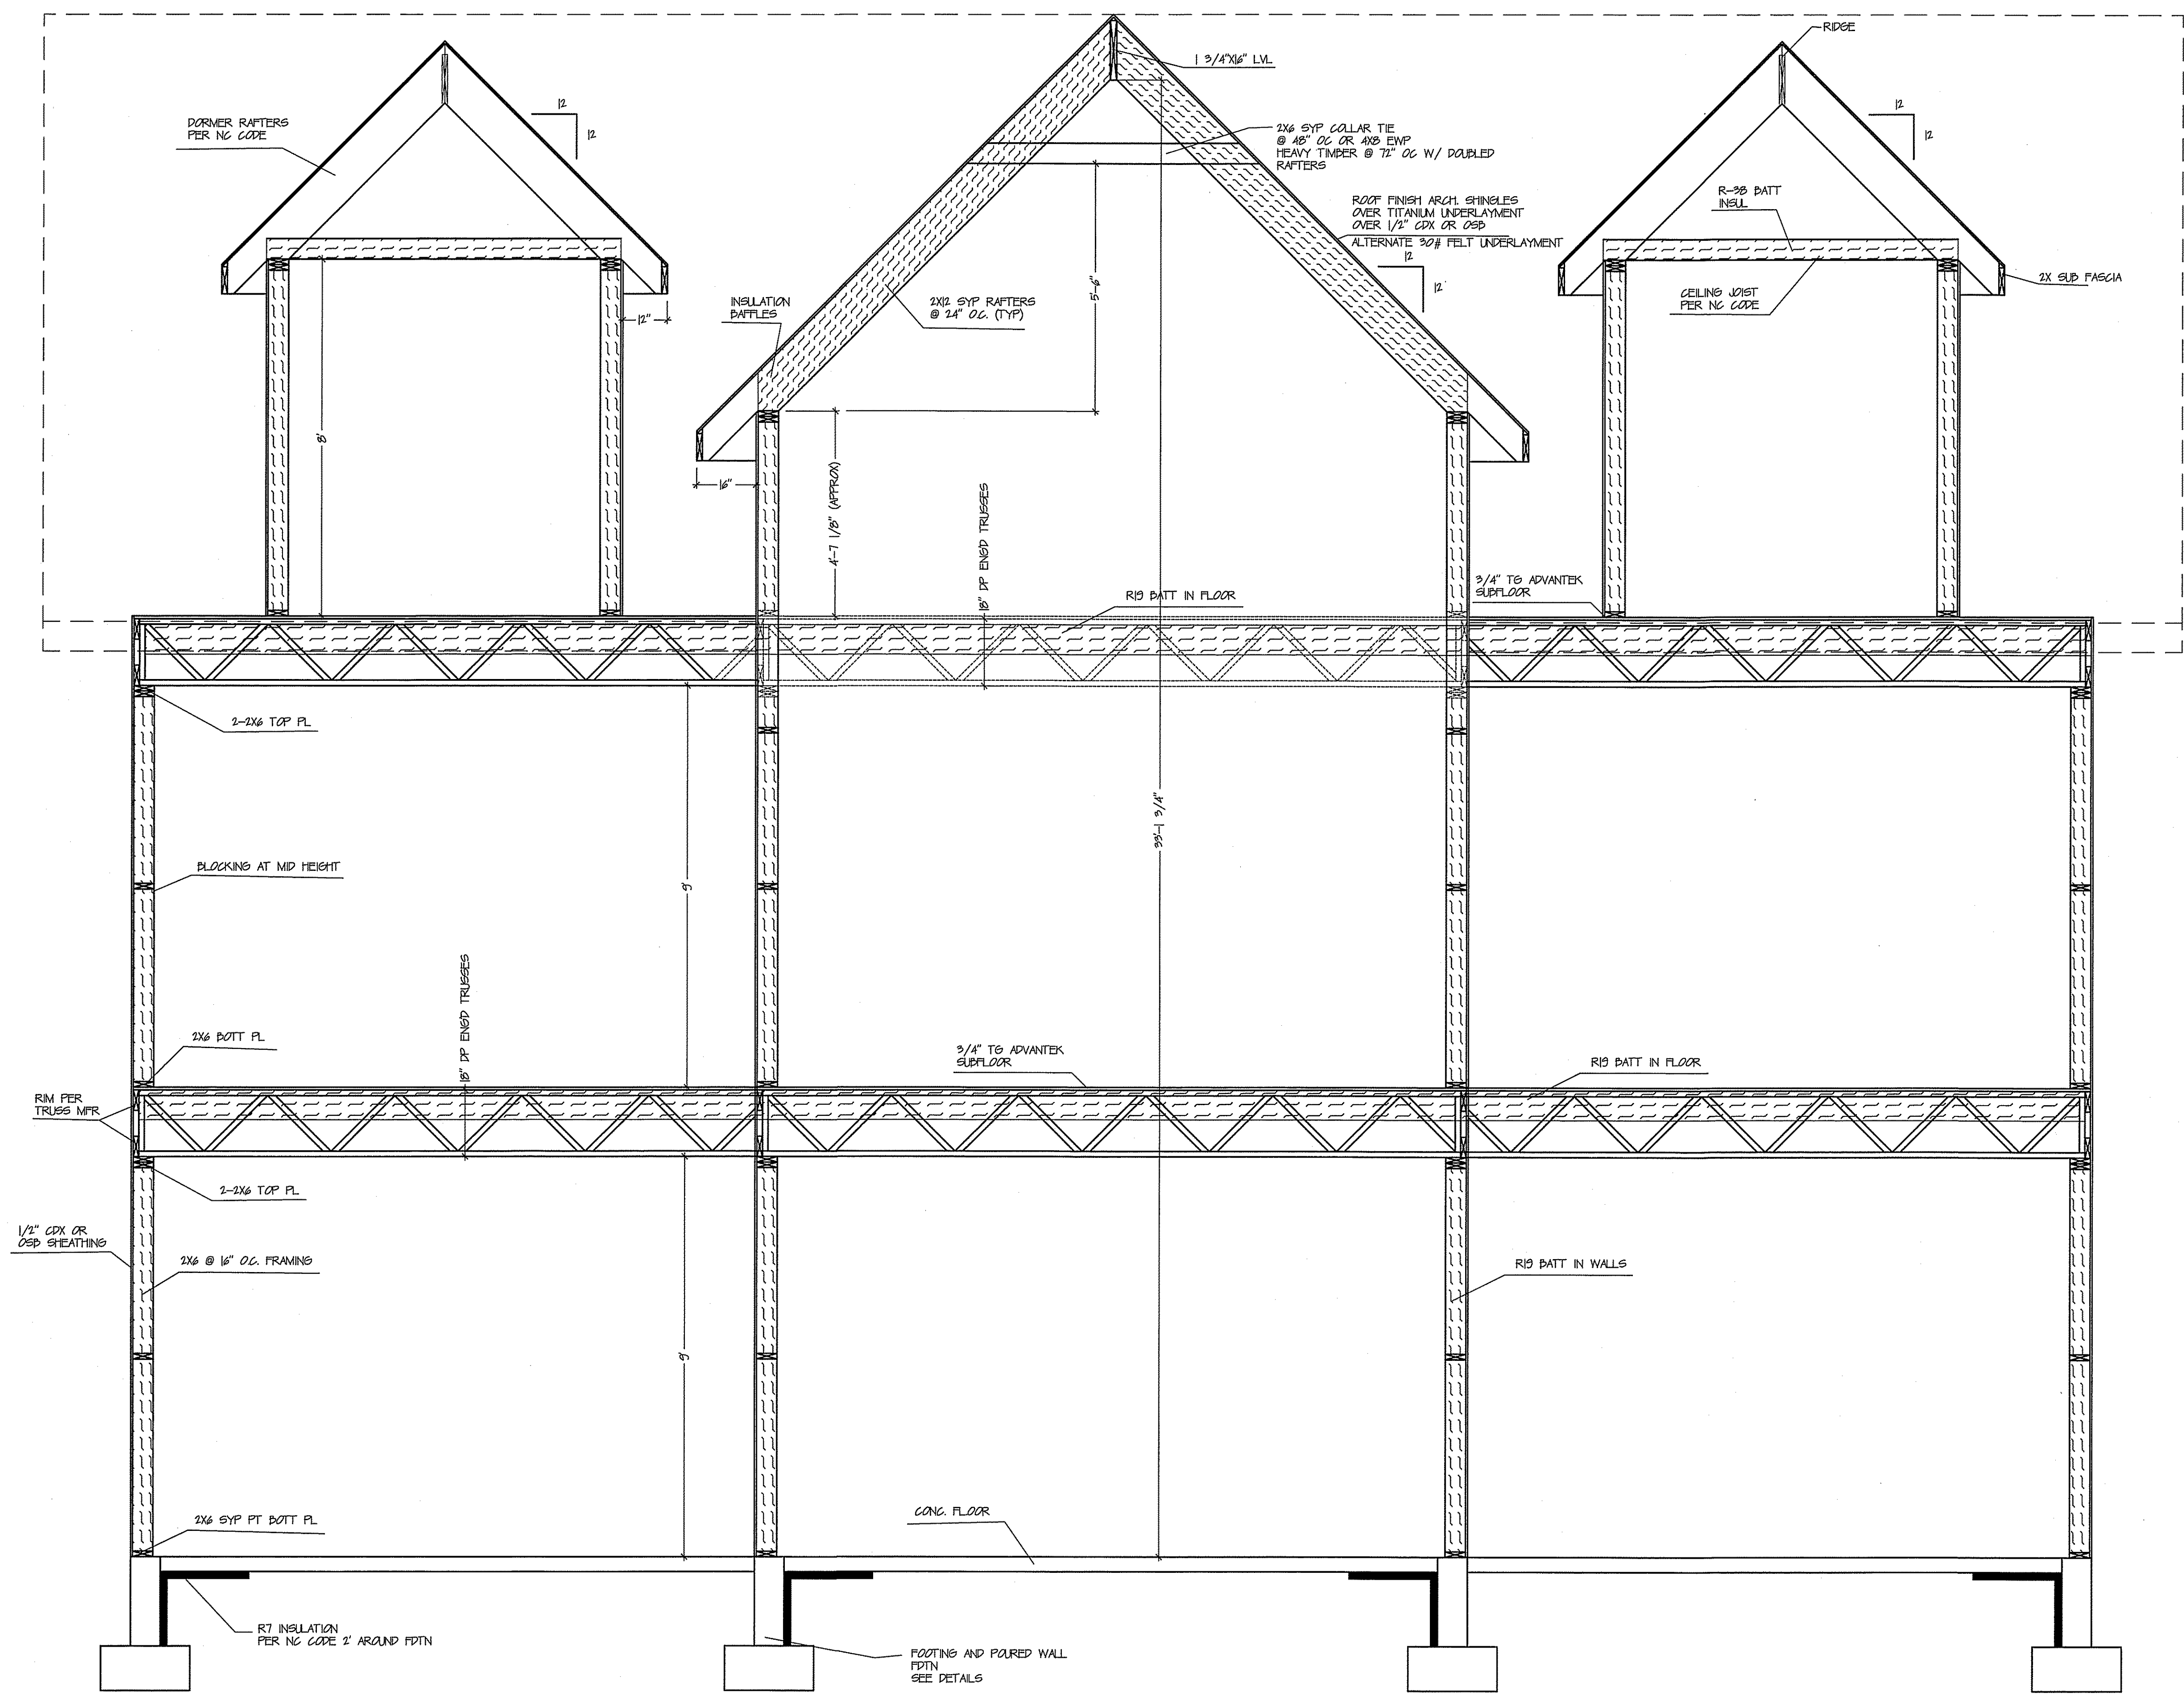 RIDGE
1 3/4"X16" LVL
12
12
DORMER RAFTERS
PER NC CODE
2X6 SYP COLLAR TIE
@ 48" OC OR 4X8 EWP
HEAVY TIMBER @ 72" OC W/ DOUBLED
RAFTERS
12
12
R-38 BATT
INSUL
ROOF FINISH ARCH. SHINGLES
OVER TITANIUM UNDERLAYMENT
OVER 1/2" CDX OR OSB
ALTERNATE 30# FELT UNDERLAYMENT
12
12
2X SUB FASCIA
CEILING JOIST
PER NC CODE
INSULATION
BAFFLES
2X12 SYP RAFTERS
@ 24" O.C. (TYP)
5'-6"
12"
8'
16"
4'-7 1/8" (APPROX)
18" DP ENG'D TRUSSES
R19 BATT IN FLOOR
3/4" TG ADVANTEK
SUBFLOOR
2-2X6 TOP PL
33'-1 3/4"
BLOCKING AT MID HEIGHT
9'
18" DP ENG'D TRUSSES
2X6 BOTT PL
3/4" TG ADVANTEK
SUBFLOOR
R19 BATT IN FLOOR
RIM PER
TRUSS MFR
2-2X6 TOP PL
1/2" CDX OR
OSB SHEATHING
2X6 @ 16" O.C. FRAMING
R19 BATT IN WALLS
9'
2X6 SYP PT BOTT PL
CONC. FLOOR
R7 INSULATION
PER NC CODE 2' AROUND FDTN
FOOTING AND POURED WALL
FDTN
SEE DETAILS